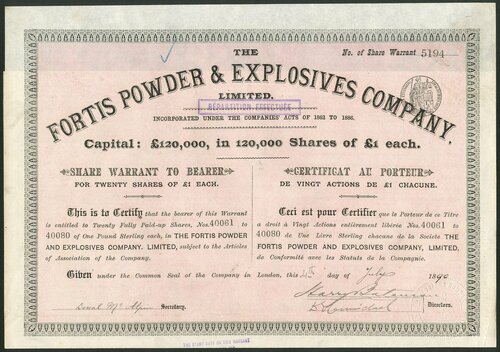 THE
No. of Share Warrant 5194
FORTIS POWDER & EXPLOSIVES COMPANY,
LIMITED.
RÉPARTITION EFFECTUÉE
INCORPORATED UNDER THE COMPANIES' ACTS OF 1862 TO 1886.
Capital: £120,000, in 120,000 Shares of £1 each.
SHARE WARRANT TO BEARER
FOR TWENTY SHARES OF £1 EACH.
This is to Certify that the bearer of this Warrant
is entitled to Twenty Fully Paid-up Shares, Nos. 40061
to 40080 of One Pound Sterling each, in THE FORTIS POWDER
AND EXPLOSIVES COMPANY, LIMITED, subject to the Articles
of Association of the Company.
CERTIFICAT AU PORTEUR
DE VINGT ACTIONS DE £1 CHACUNE.
Ceci est pour Certifier que le Porteur de ce Titre
a droit à Vingt Actions entièrement libérée Nos. 40061 à
40080 de Une Livre Sterling chacune de la Societé THE
FORTIS POWDER AND EXPLOSIVES COMPANY, LIMITED,
de Conformité avec les Statuts de la Compagnie.
Given under the Common Seal of the Company in London, this 4th day of July 1890
Secretary.
Directors.